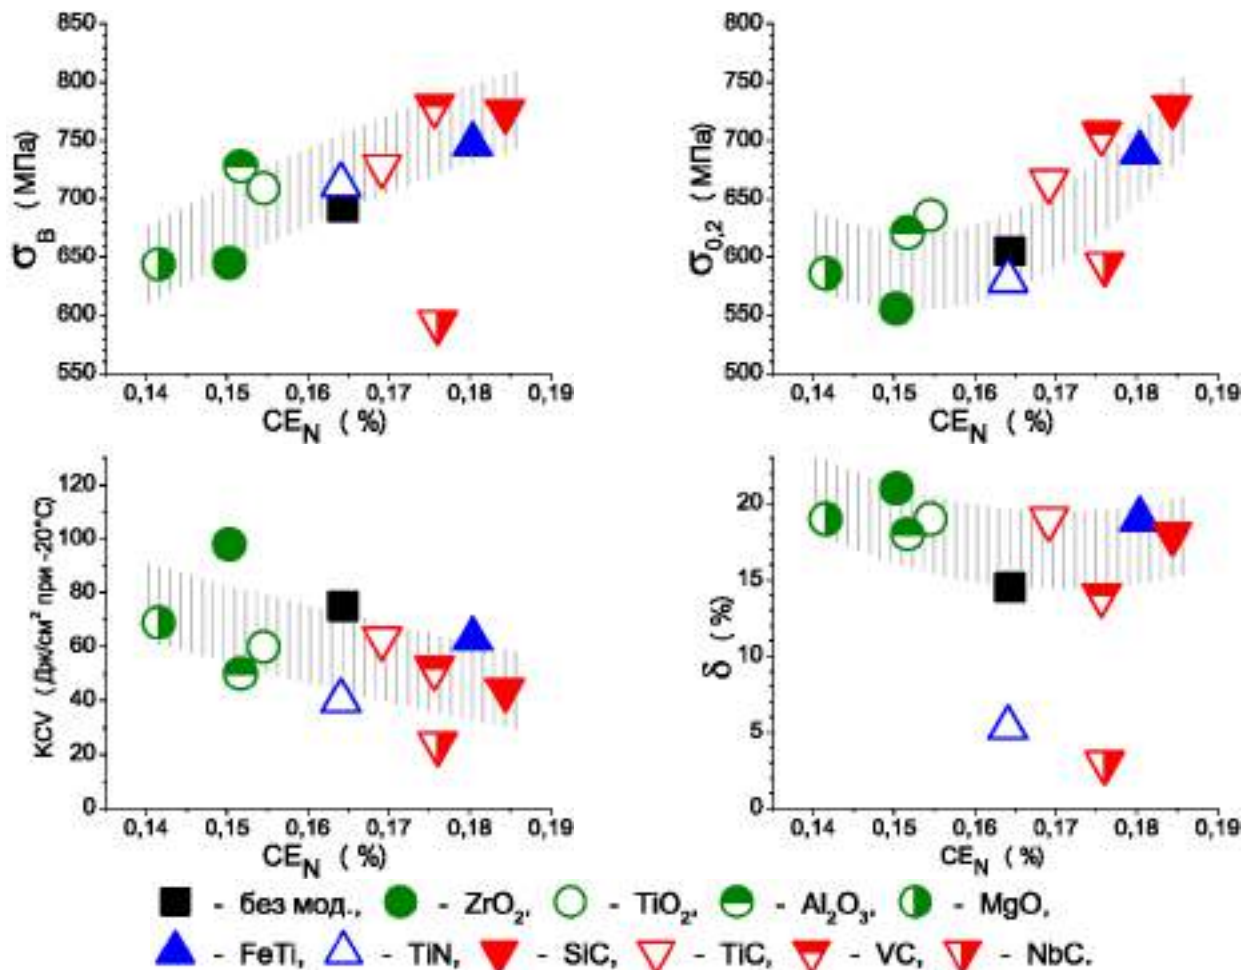 850
800
750
700
650
600
550
σB (МПа)
0,14 0,15 0,16 0,17 0,18 0,19
CEN (%)
750
700
650
600
550
500
σ0,2 (МПа)
0,14 0,15 0,16 0,17 0,18 0,19
CEN (%)
120
100
80
60
40
20
0
KCV (Дж/см² при -20°C)
0,14 0,15 0,16 0,17 0,18 0,19
CEN (%)
20
15
10
5
0
δ (%)
0,14 0,15 0,16 0,17 0,18 0,19
CEN (%)
- без мод., - ZrO₂, - TiO₂, - Al₂O₃, - MgO,
- FeTi, - TiN, - SiC, - TiC, - VC, - NbC.